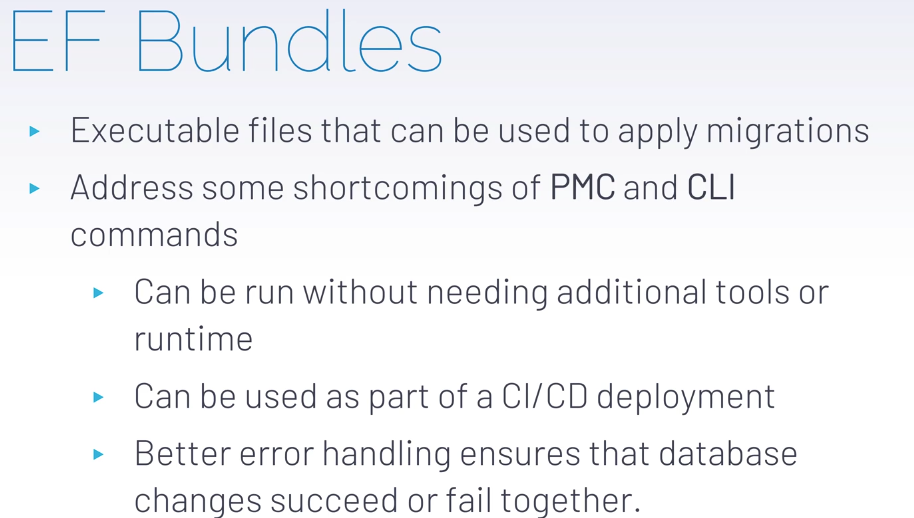 EF Bundles
Executable files that can be used to apply migrations
Address some shortcomings of PMC and CLI
commands
Can be run without needing additional tools or
runtime
Can be used as part of a CI/CD deployment
Better error handling ensures that database
changes succeed or fail together.